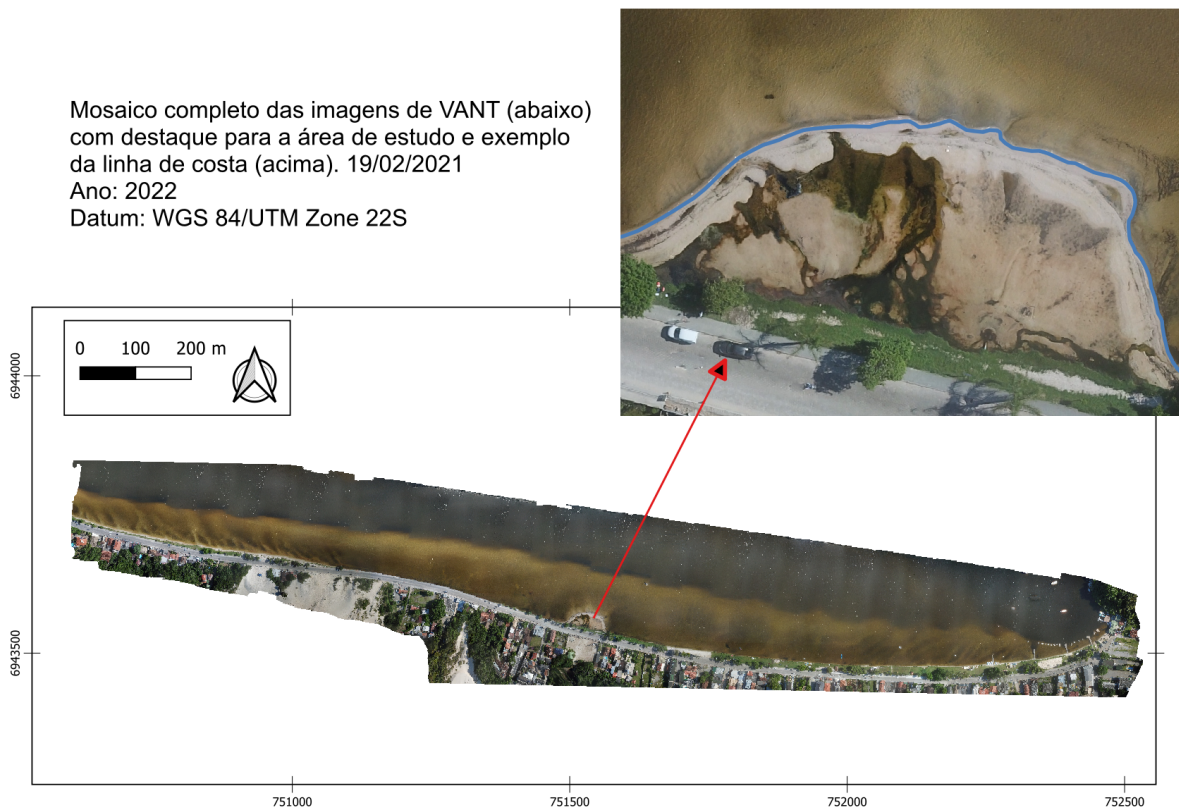 Mosaico completo das imagens de VANT (abaixo)
com destaque para a área de estudo e exemplo
da linha de costa (acima). 19/02/2021
Ano: 2022
Datum: WGS 84/UTM Zone 22S
0 100 200 m
6944000
6943500
751000 751500 752000 752500